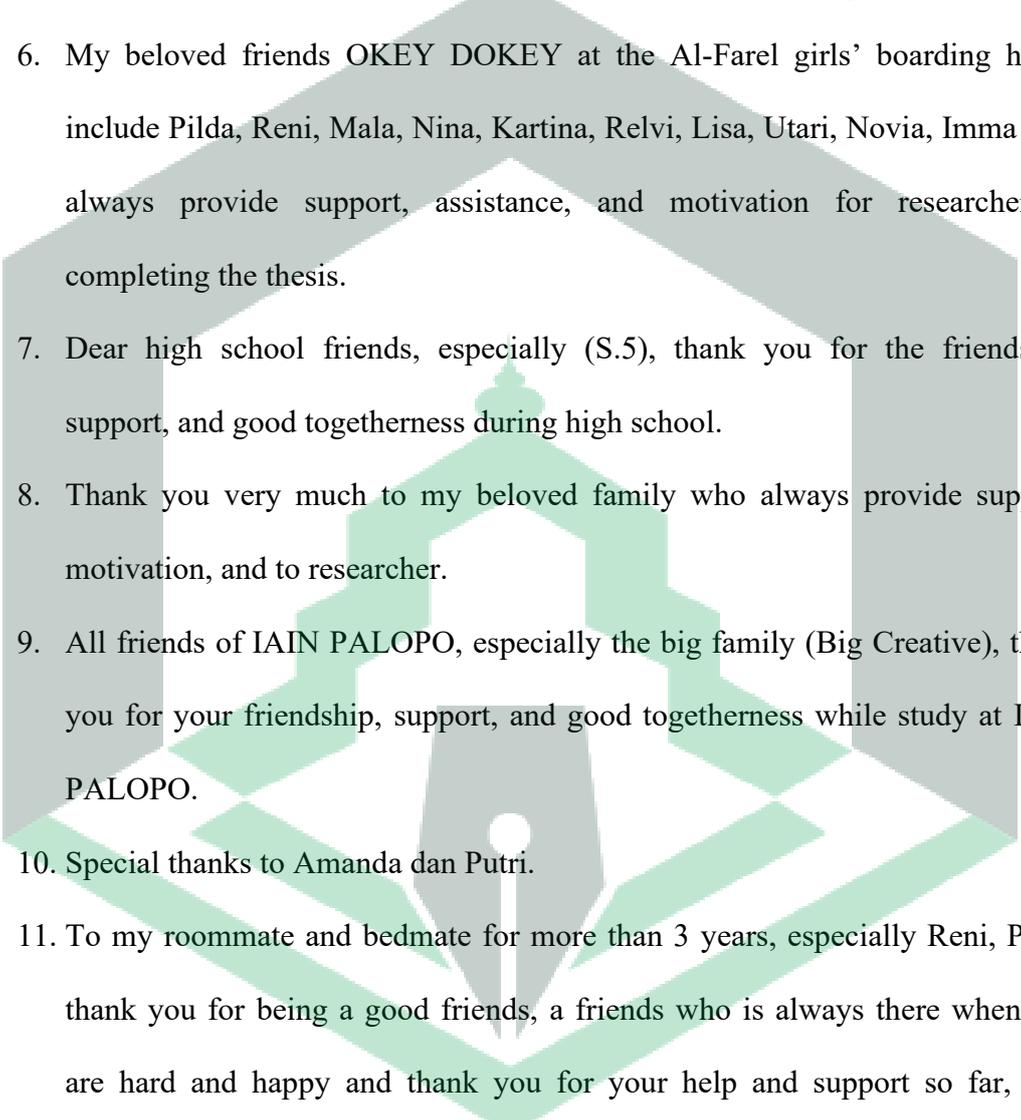 6. My beloved friends OKEY DOKEY at the Al-Farel girls’ boarding h
include Pilda, Reni, Mala, Nina, Kartina, Relvi, Lisa, Utari, Novia, Imma
always provide support, assistance, and motivation for researche
completing the thesis.
7. Dear high school friends, especially (S.5), thank you for the friends
support, and good togetherness during high school.
8. Thank you very much to my beloved family who always provide sup
motivation, and to researcher.
9. All friends of IAIN PALOPO, especially the big family (Big Creative), th
you for your friendship, support, and good togetherness while study at I
PALOPO.
10. Special thanks to Amanda dan Putri.
11. To my roommate and bedmate for more than 3 years, especially Reni, P
thank you for being a good friends, a friends who is always there when
are hard and happy and thank you for your help and support so far,